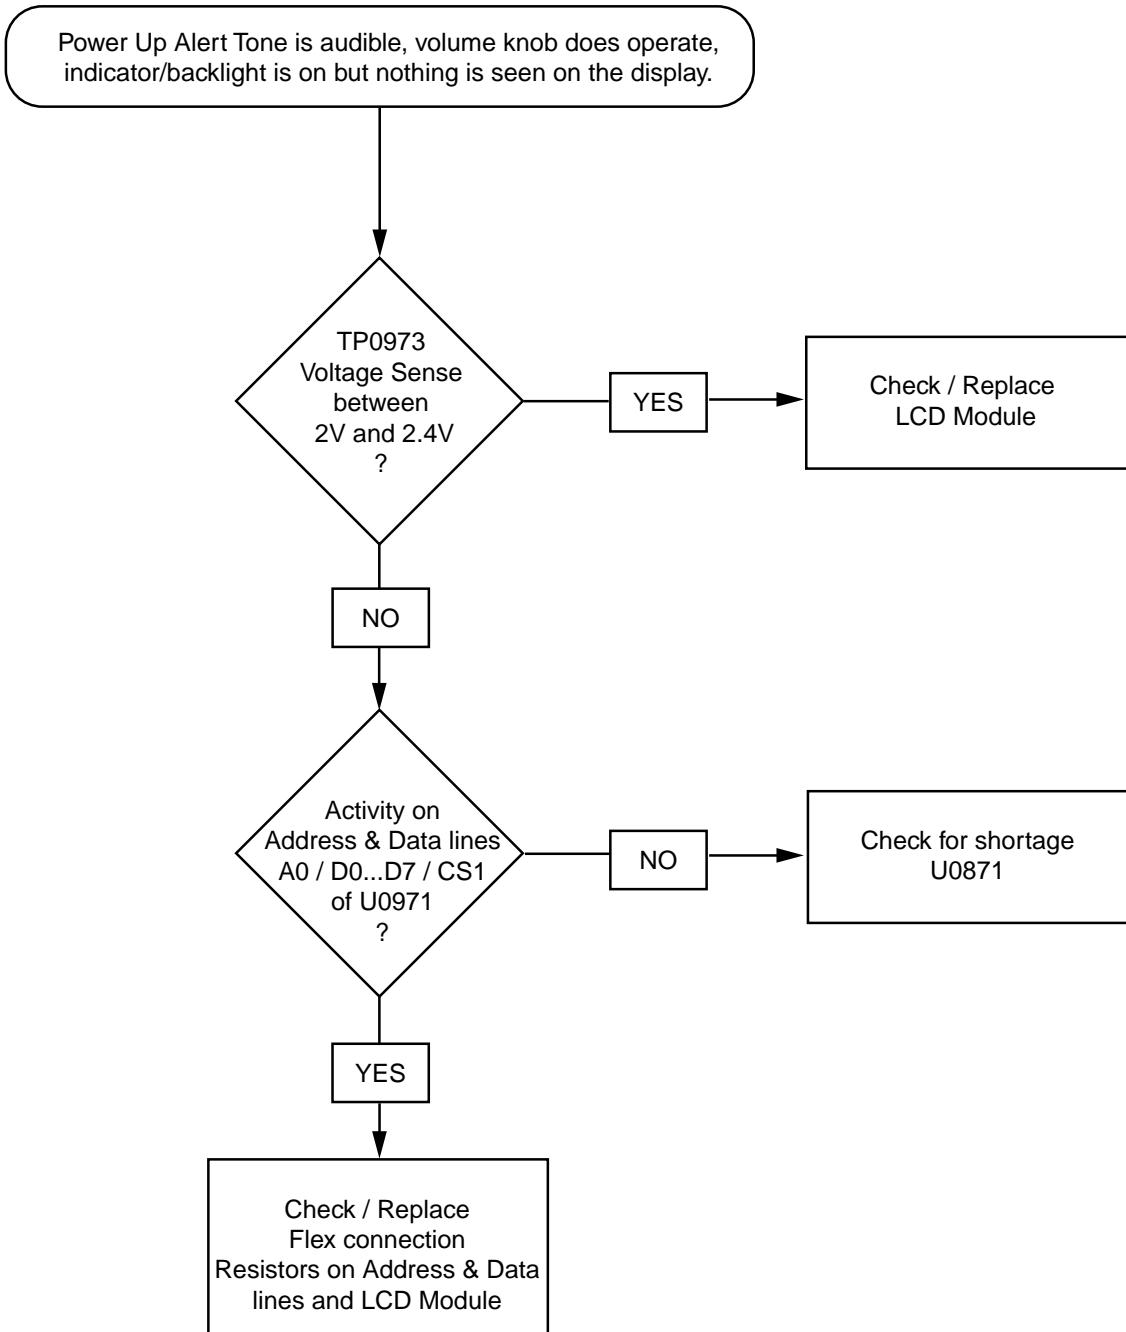 Power Up Alert Tone is audible, volume knob does operate,
indicator/backlight is on but nothing is seen on the display.
TP0973
Voltage Sense
between
2V and 2.4V
?
YES
Check / Replace
LCD Module
NO
Activity on
Address & Data lines
A0 / D0...D7 / CS1
of U0971
?
NO
Check for shortage
U0871
YES
Check / Replace
Flex connection
Resistors on Address & Data
lines and LCD Module